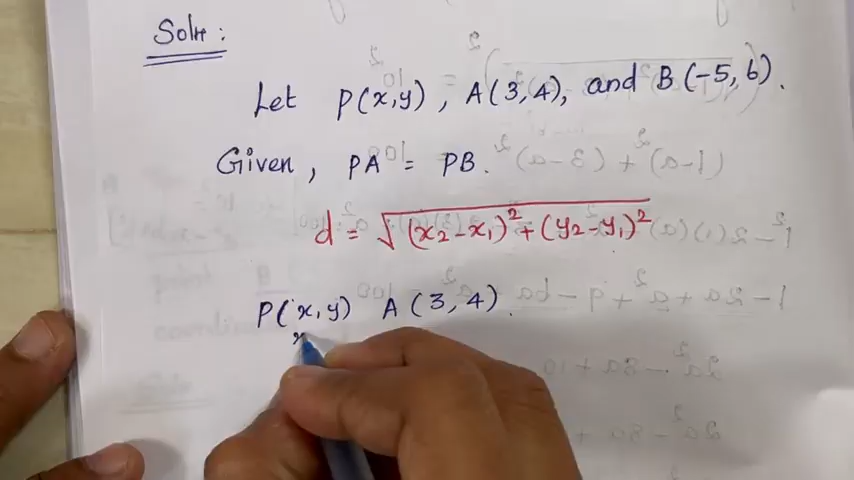 Soln:
Let P(x,y), A(3,4), and B(-5,6).
Given, PA = PB.
d = √(x₂-x₁)²+(y₂-y₁)²
P(x,y) A(3,4).
x